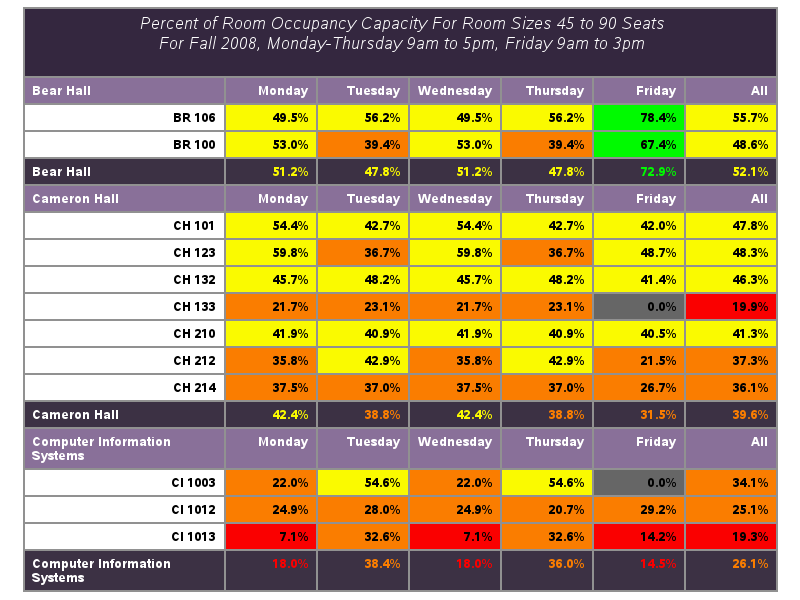 Percent of Room Occupancy Capacity For Room Sizes 45 to 90 Seats
For Fall 2008, Monday-Thursday 9am to 5pm, Friday 9am to 3pm
Bear Hall Monday Tuesday Wednesday Thursday Friday All
BR 106 49.5% 56.2% 49.5% 56.2% 78.4% 55.7%
BR 100 53.0% 39.4% 53.0% 39.4% 67.4% 48.6%
Bear Hall 51.2% 47.8% 51.2% 47.8% 72.9% 52.1%
Cameron Hall Monday Tuesday Wednesday Thursday Friday All
CH 101 54.4% 42.7% 54.4% 42.7% 42.0% 47.8%
CH 123 59.8% 36.7% 59.8% 36.7% 48.7% 48.3%
CH 132 45.7% 48.2% 45.7% 48.2% 41.4% 46.3%
CH 133 21.7% 23.1% 21.7% 23.1% 0.0% 19.9%
CH 210 41.9% 40.9% 41.9% 40.9% 40.5% 41.3%
CH 212 35.8% 42.9% 35.8% 42.9% 21.5% 37.3%
CH 214 37.5% 37.0% 37.5% 37.0% 26.7% 36.1%
Cameron Hall 42.4% 38.8% 42.4% 38.8% 31.5% 39.6%
Computer Information Monday Tuesday Wednesday Thursday Friday All
Systems
CI 1003 22.0% 54.6% 22.0% 54.6% 0.0% 34.1%
CI 1012 24.9% 28.0% 24.9% 20.7% 29.2% 25.1%
CI 1013 7.1% 32.6% 7.1% 32.6% 14.2% 19.3%
Computer Information 18.0% 38.4% 18.0% 36.0% 14.5% 26.1%
Systems